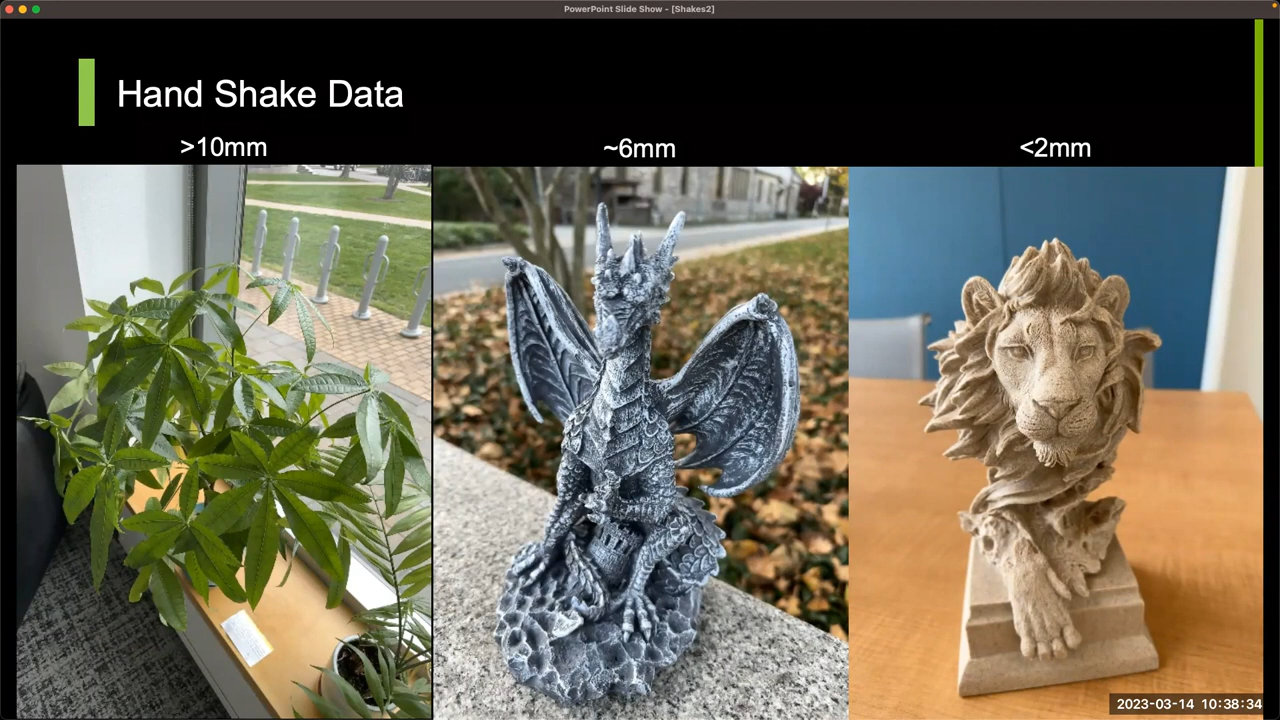 PowerPoint Slide Show - [Shakes2]
Hand Shake Data
>10mm
~6mm
<2mm
2023-03-14 10:38:34